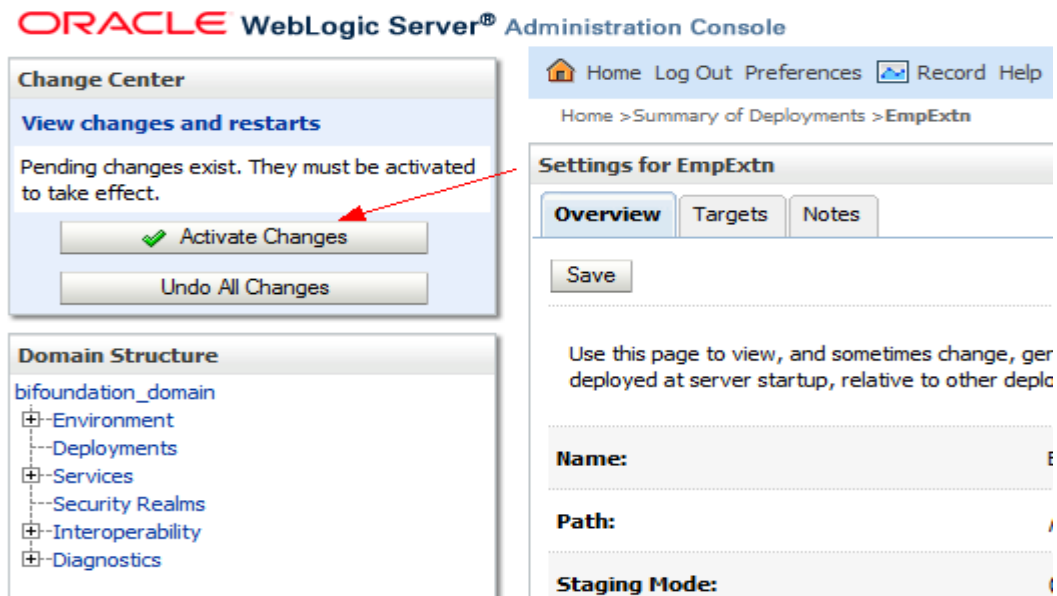 ORACLE WebLogic Server® Administration Console
Change Center
View changes and restarts
Pending changes exist. They must be activated
to take effect.
Activate Changes
Undo All Changes
Domain Structure
bifoundation_domain
Environment
Deployments
Services
Security Realms
Interoperability
Diagnostics
Home Log Out Preferences Record Help
Home >Summary of Deployments >EmpExtn
Settings for EmpExtn
Overview Targets Notes
Save
Use this page to view, and sometimes change, ger
deployed at server startup, relative to other deplo
Name:
Path:
Staging Mode: